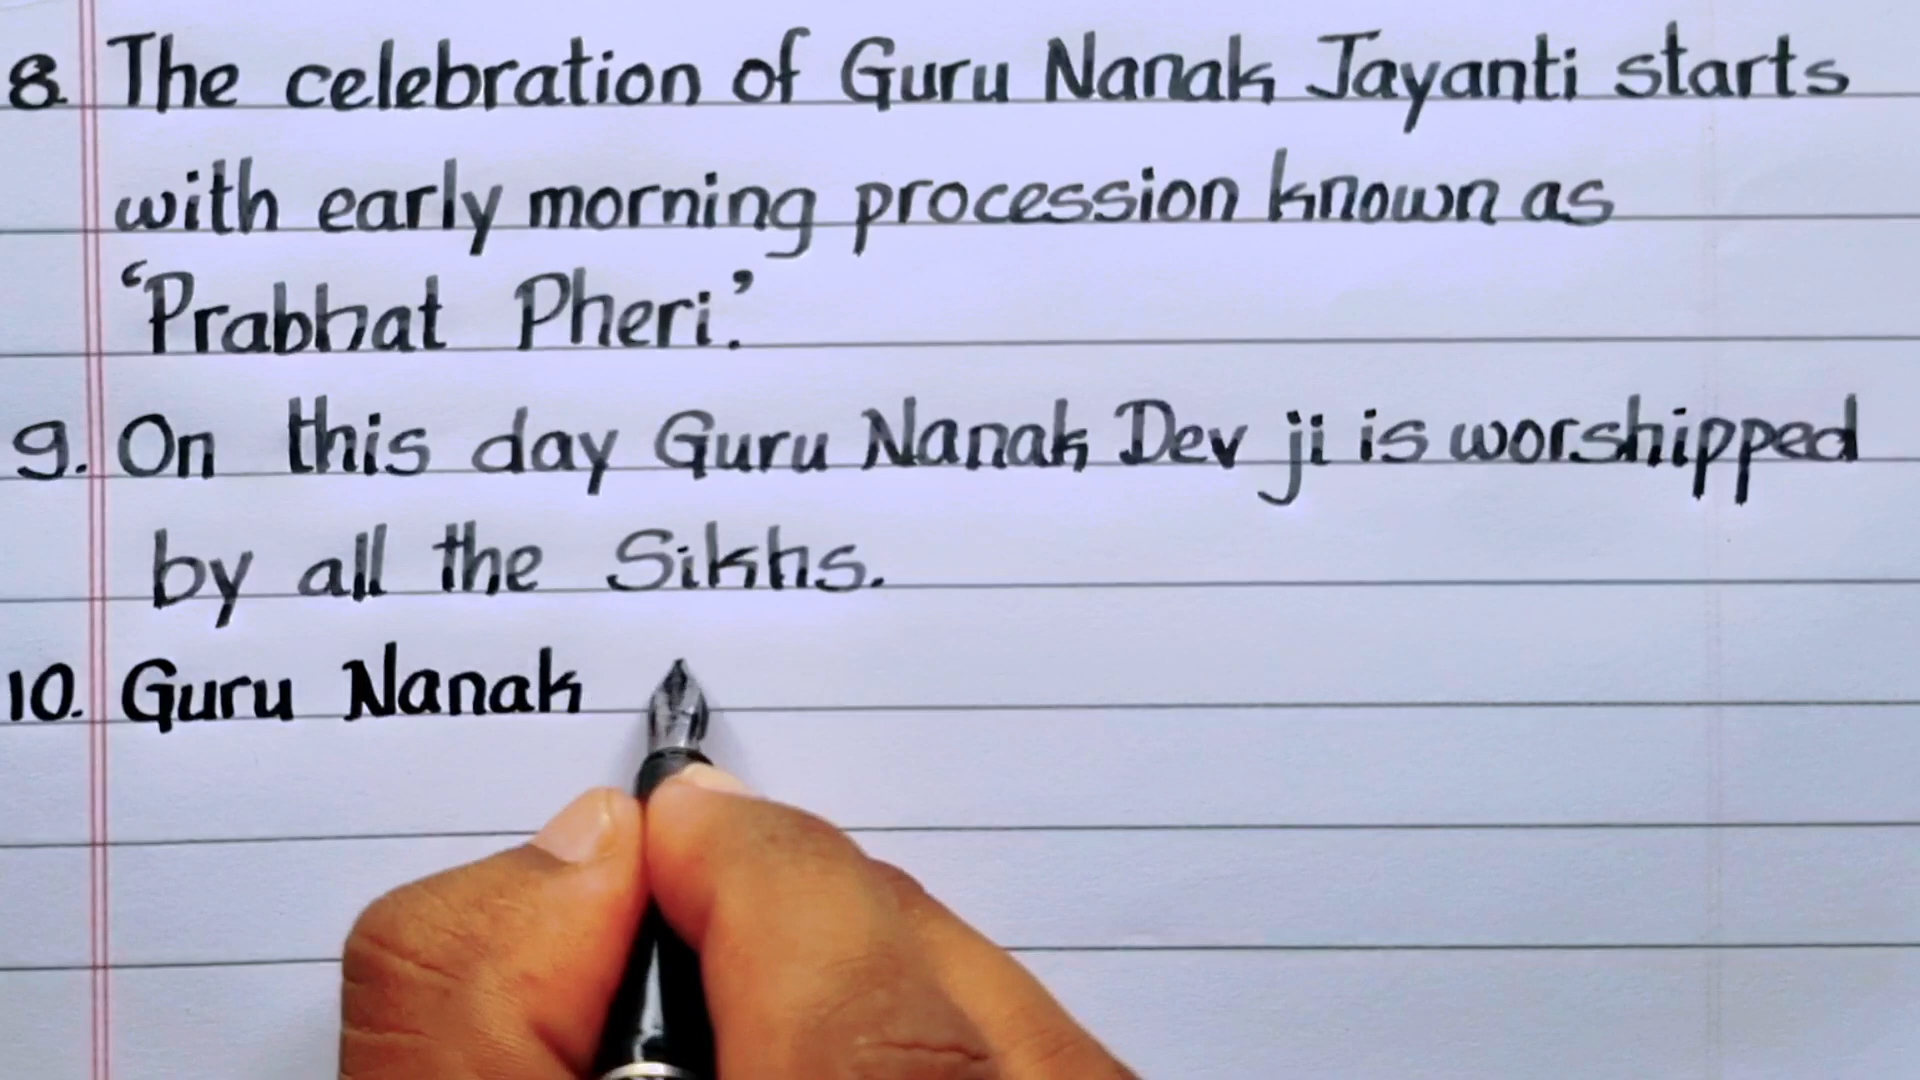 8. The celebration of Guru Nanak Jayanti starts
with early morning procession known as
‘Prabhat Pheri.’
9. On this day Guru Nanak Dev ji is worshipped
by all the Sikhs.
10. Guru Nanak